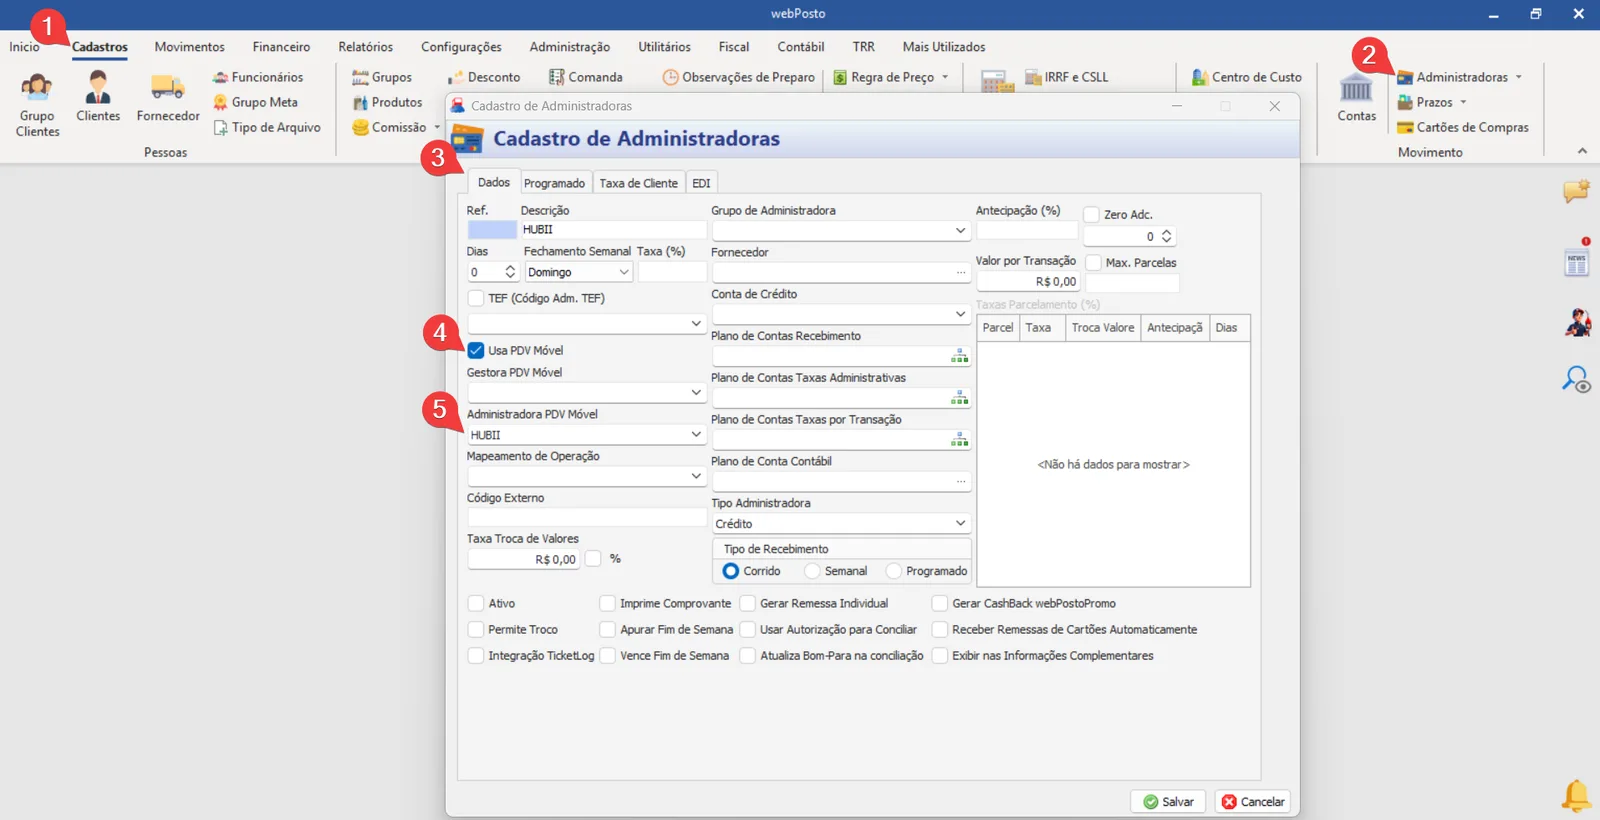 webPosto
1
Inicio Cadastros Movimentos Financeiro Relatórios Configurações Administração Utilitários Fiscal Contábil TRR Mais Utilizados
2
Grupo Clientes
Clientes
Fornecedor
Funcionários
Grupo Meta
Tipo de Arquivo
Pessoas
Grupos
Produtos
Comissão
Desconto
Comanda
Observações de Preparo
Regra de Preço
IRRF e CSLL
Centro de Custo
Contas
Administradoras
Prazos
Cartões de Compras
Movimento
Cadastro de Administradoras
Cadastro de Administradoras
3
Dados Programado Taxa de Cliente EDI
Ref. Descrição
HUBII
Dias Fechamento Semanal Taxa (%)
0 Domingo
TEF (Código Adm. TEF)
4
Usa PDV Móvel
Gestora PDV Móvel
5
Administradora PDV Móvel
HUBII
Mapeamento de Operação
Código Externo
Taxa Troca de Valores
R$ 0,00 %
Grupo de Administradora
Fornecedor
...
Conta de Crédito
Plano de Contas Recebimento
Plano de Contas Taxas Administrativas
Plano de Contas Taxas por Transação
Plano de Conta Contábil
...
Tipo Administradora
Crédito
Tipo de Recebimento
Corrido Semanal Programado
Antecipação (%) Zero Adc.
0
Valor por Transação Max. Parcelas
R$ 0,00
Taxas Parcelamento (%)
Parcel Taxa Troca Valore Antecipaçã Dias
<Não há dados para mostrar>
Ativo Imprime Comprovante Gerar Remessa Individual Gerar CashBack webPostoPromo
Permite Troco Apurar Fim de Semana Usar Autorização para Conciliar Receber Remessas de Cartões Automaticamente
Integração TicketLog Vence Fim de Semana Atualiza Bom-Para na conciliação Exibir nas Informações Complementares
Salvar Cancelar
NEWS